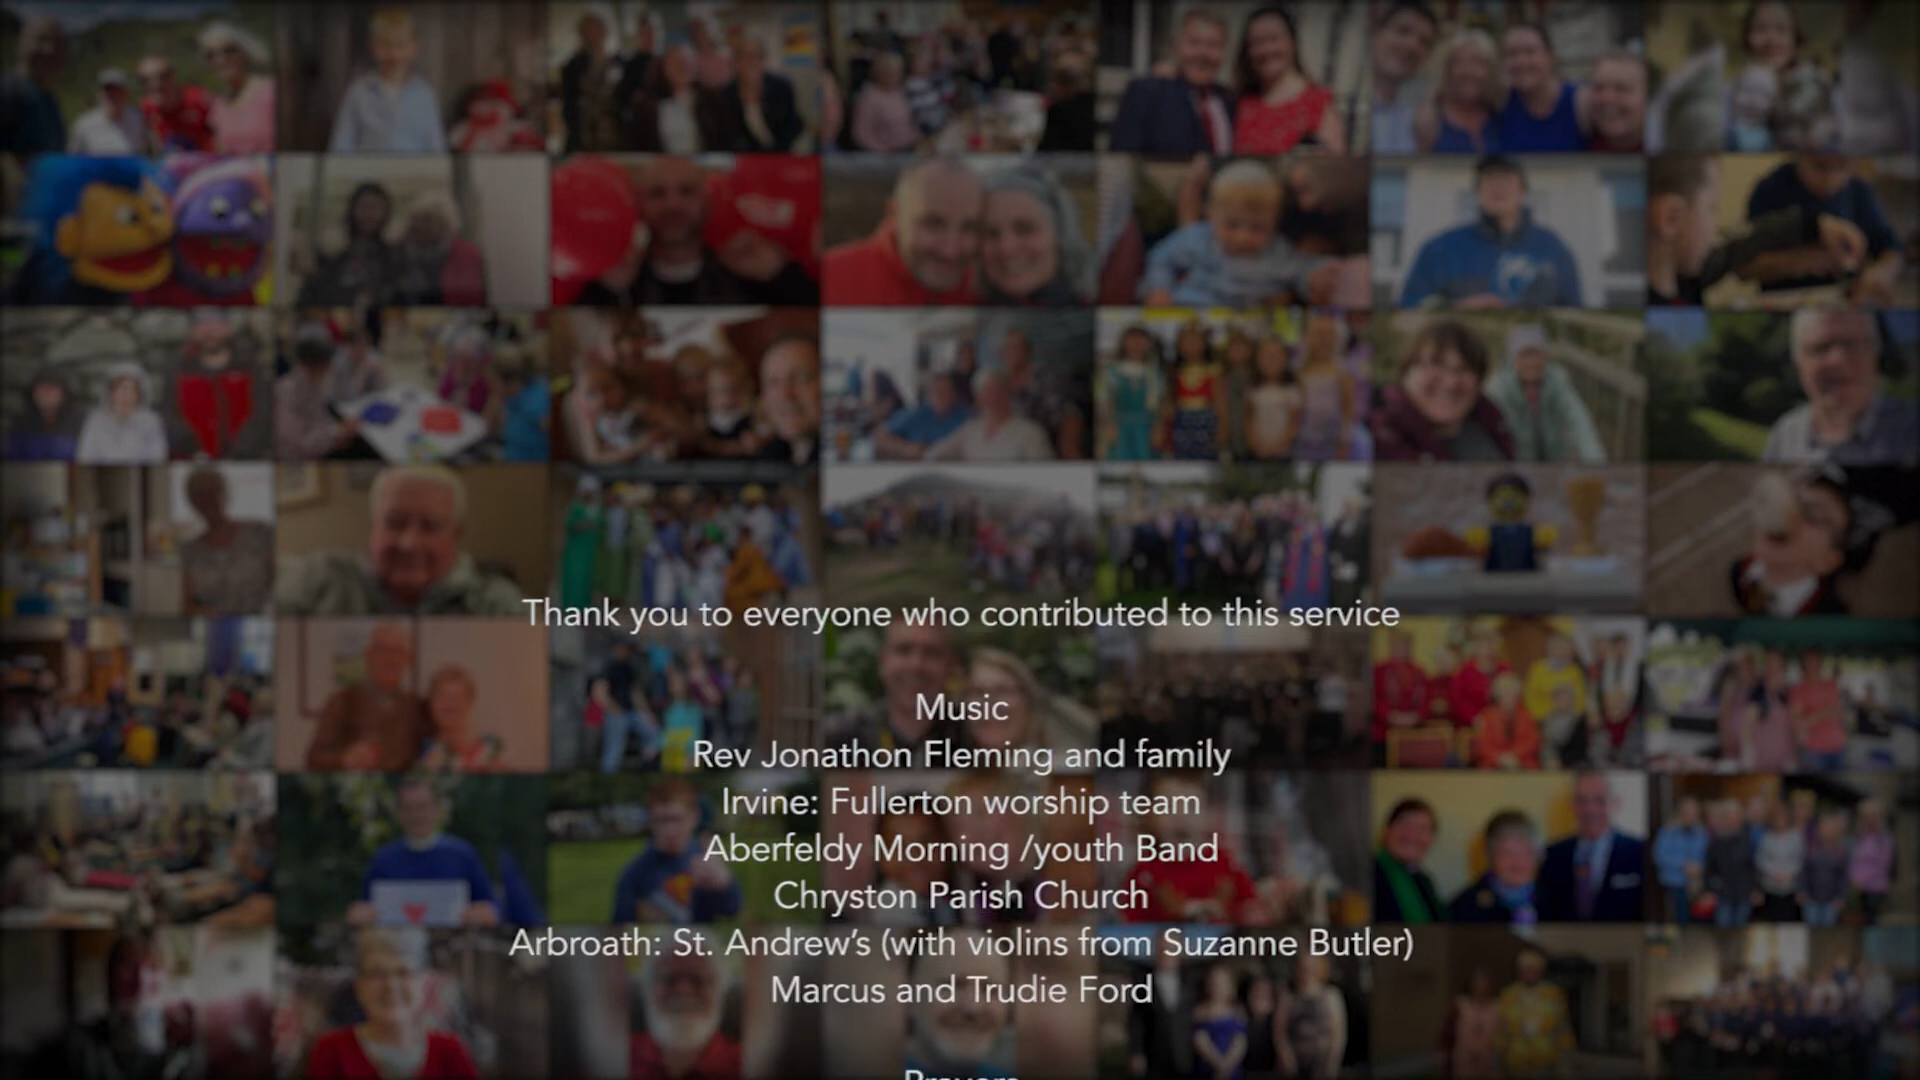 Thank you to everyone who contributed to this service
Music
Rev Jonathon Fleming and family
Irvine: Fullerton worship team
Aberfeldy Morning /youth Band
Chryston Parish Church
Arbroath: St. Andrew’s (with violins from Suzanne Butler)
Marcus and Trudie Ford
Prayers